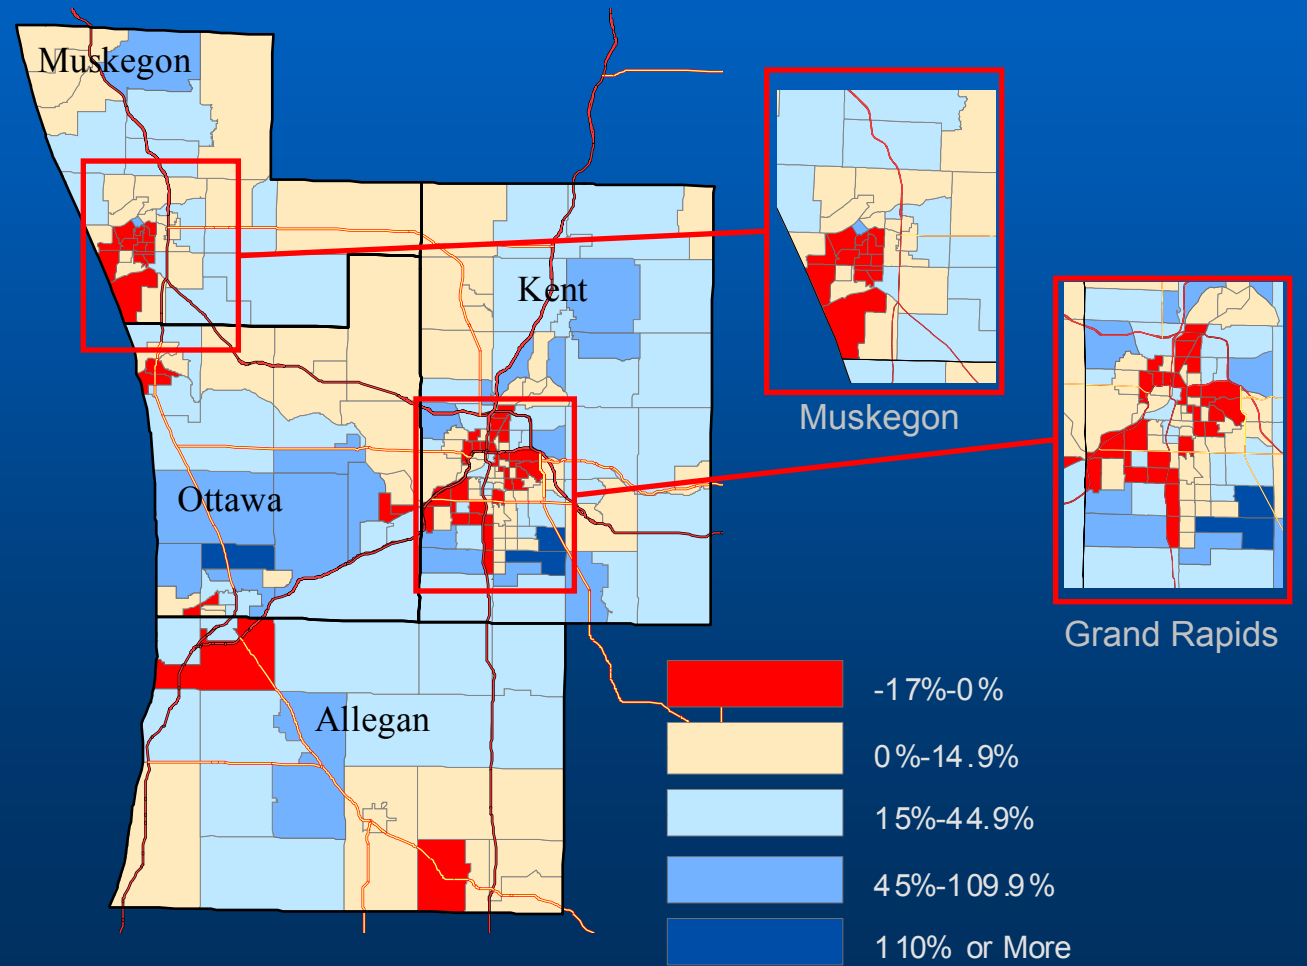 Muskegon
Kent
Muskegon
Ottawa
Grand Rapids
Allegan
-17%-0%
0%-14.9%
15%-44.9%
45%-109.9%
110% or More